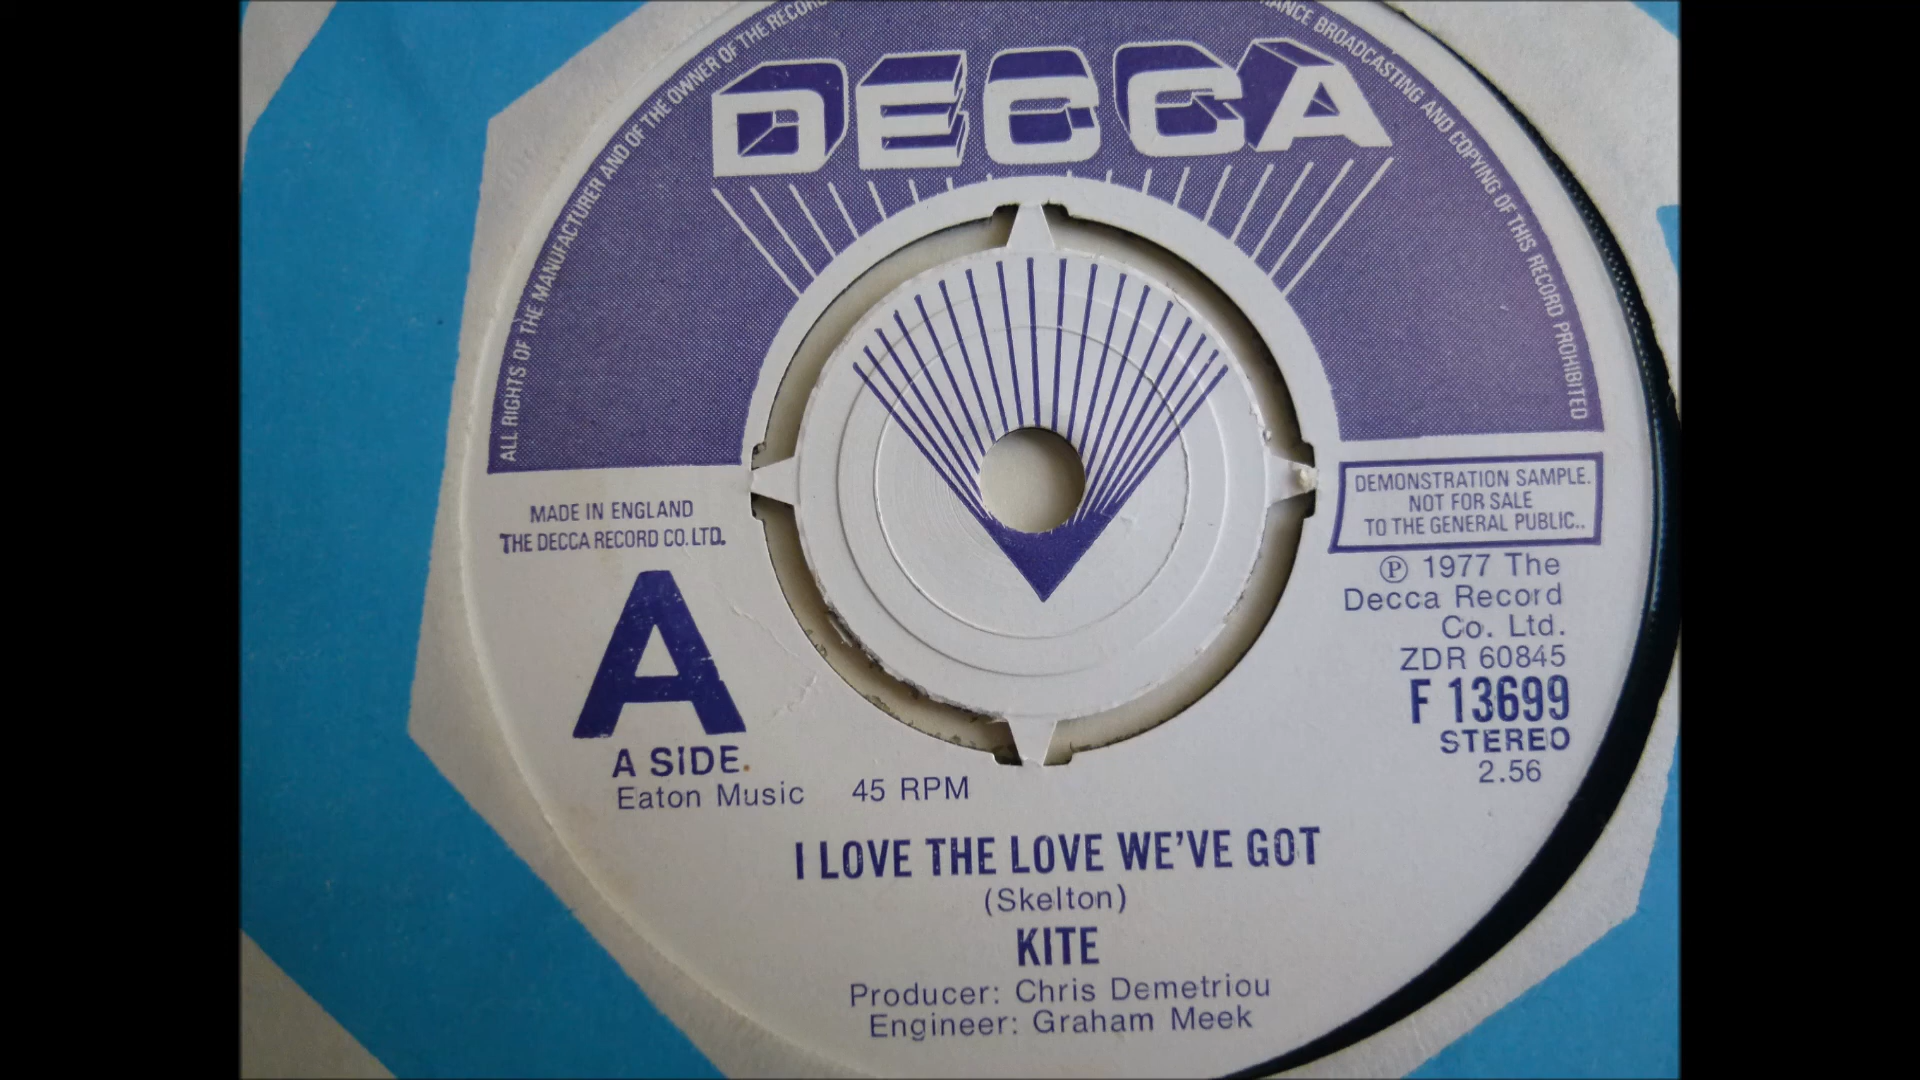 ALL RIGHTS OF THE MANUFACTURER AND OF THE OWNER OF THE RECOR
BROADCASTING AND COPYING OF THIS RECORD PROHIBITED
DECCA
MADE IN ENGLAND
THE DECCA RECORD CO. LTD.
DEMONSTRATION SAMPLE.
NOT FOR SALE
TO THE GENERAL PUBLIC..
℗ 1977 The
Decca Record
Co. Ltd.
ZDR 60845
F 13699
STEREO
2.56
A
A SIDE.
Eaton Music 45 RPM
I LOVE THE LOVE WE'VE GOT
(Skelton)
KITE
Producer: Chris Demetriou
Engineer: Graham Meek